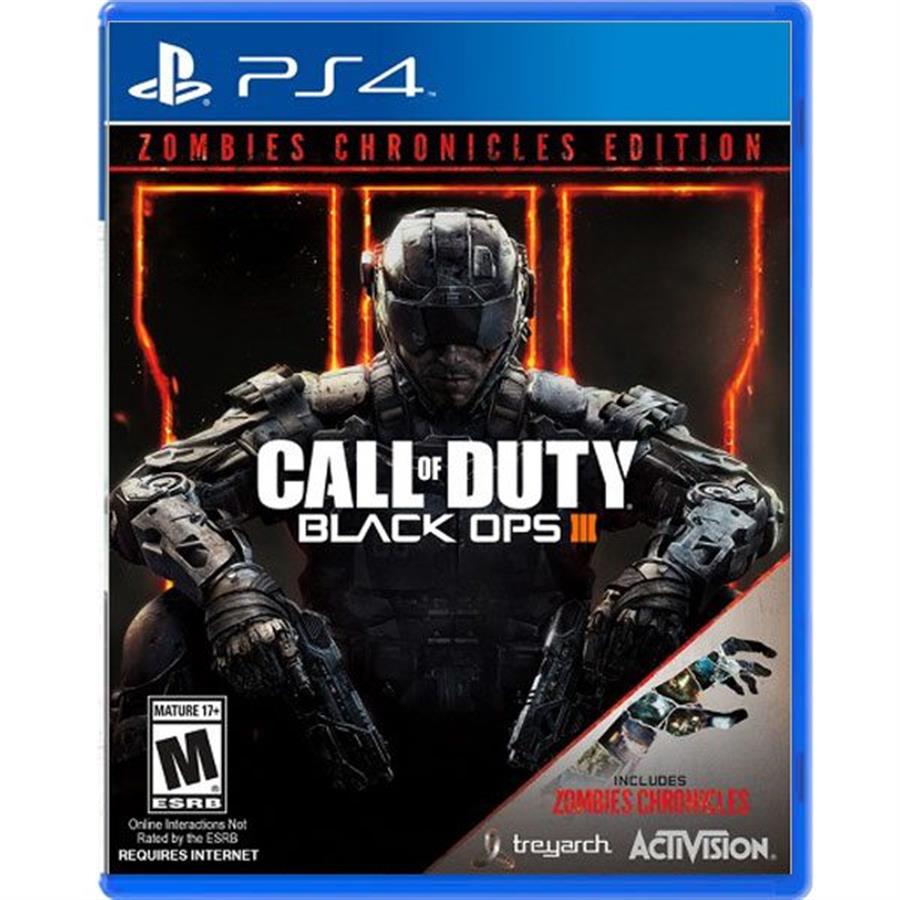 PS4™
ZOMBIES CHRONICLES EDITION
CALL OF DUTY®
BLACK OPS III
MATURE 17+
M®
ESRB
Online Interactions Not
Rated by the ESRB
REQUIRES INTERNET
INCLUDES
ZOMBIES CHRONICLES
treyarch
ACTIVISION®